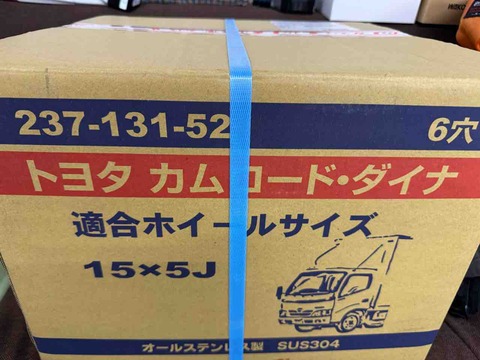 237-131-52
6穴
トヨタ カムロード・ダイナ
適合ホイールサイズ
15×5J
オールステンレス製 SUS304